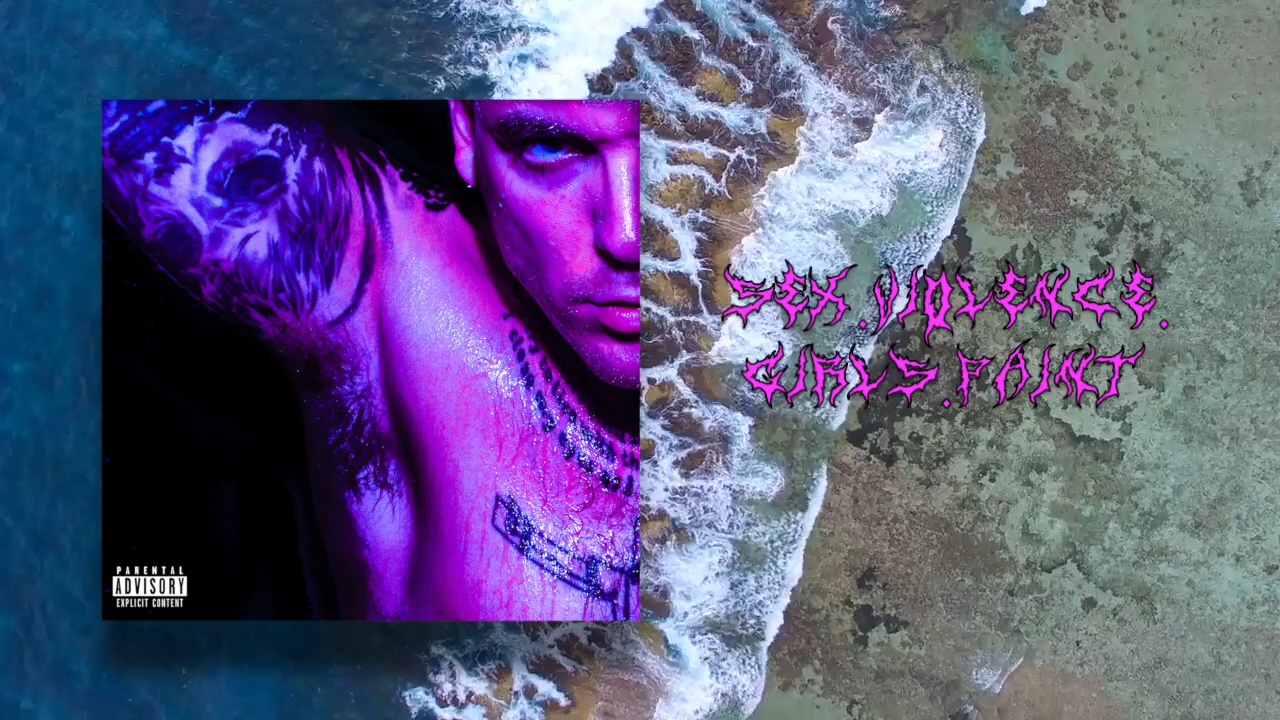 SEX.VIOLENCE.
GIRLS.PAINT
PARENTAL
ADVISORY
EXPLICIT CONTENT